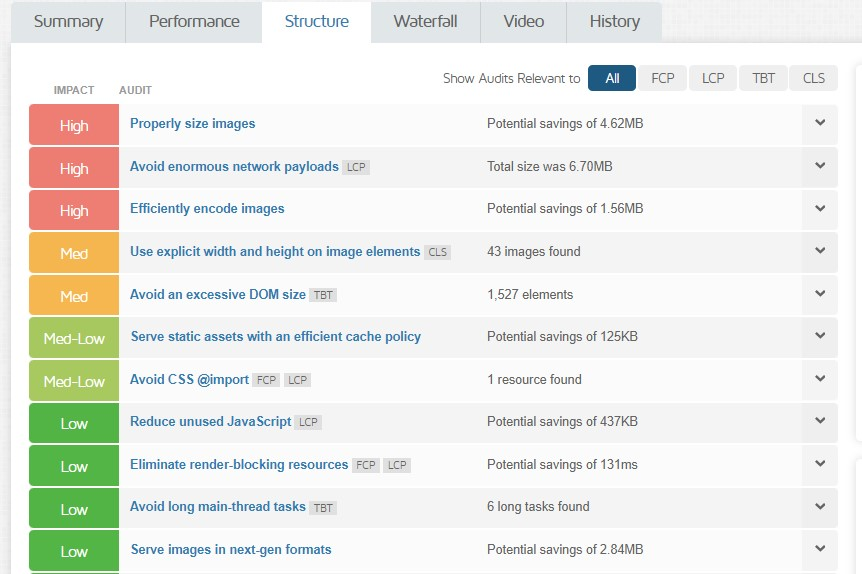 Summary Performance Structure Waterfall Video History
Show Audits Relevant to All FCP LCP TBT CLS
IMPACT AUDIT
High Properly size images Potential savings of 4.62MB
High Avoid enormous network payloads LCP Total size was 6.70MB
High Efficiently encode images Potential savings of 1.56MB
Med Use explicit width and height on image elements CLS 43 images found
Med Avoid an excessive DOM size TBT 1,527 elements
Med-Low Serve static assets with an efficient cache policy Potential savings of 125KB
Med-Low Avoid CSS @import FCP LCP 1 resource found
Low Reduce unused JavaScript LCP Potential savings of 437KB
Low Eliminate render-blocking resources FCP LCP Potential savings of 131ms
Low Avoid long main-thread tasks TBT 6 long tasks found
Low Serve images in next-gen formats Potential savings of 2.84MB